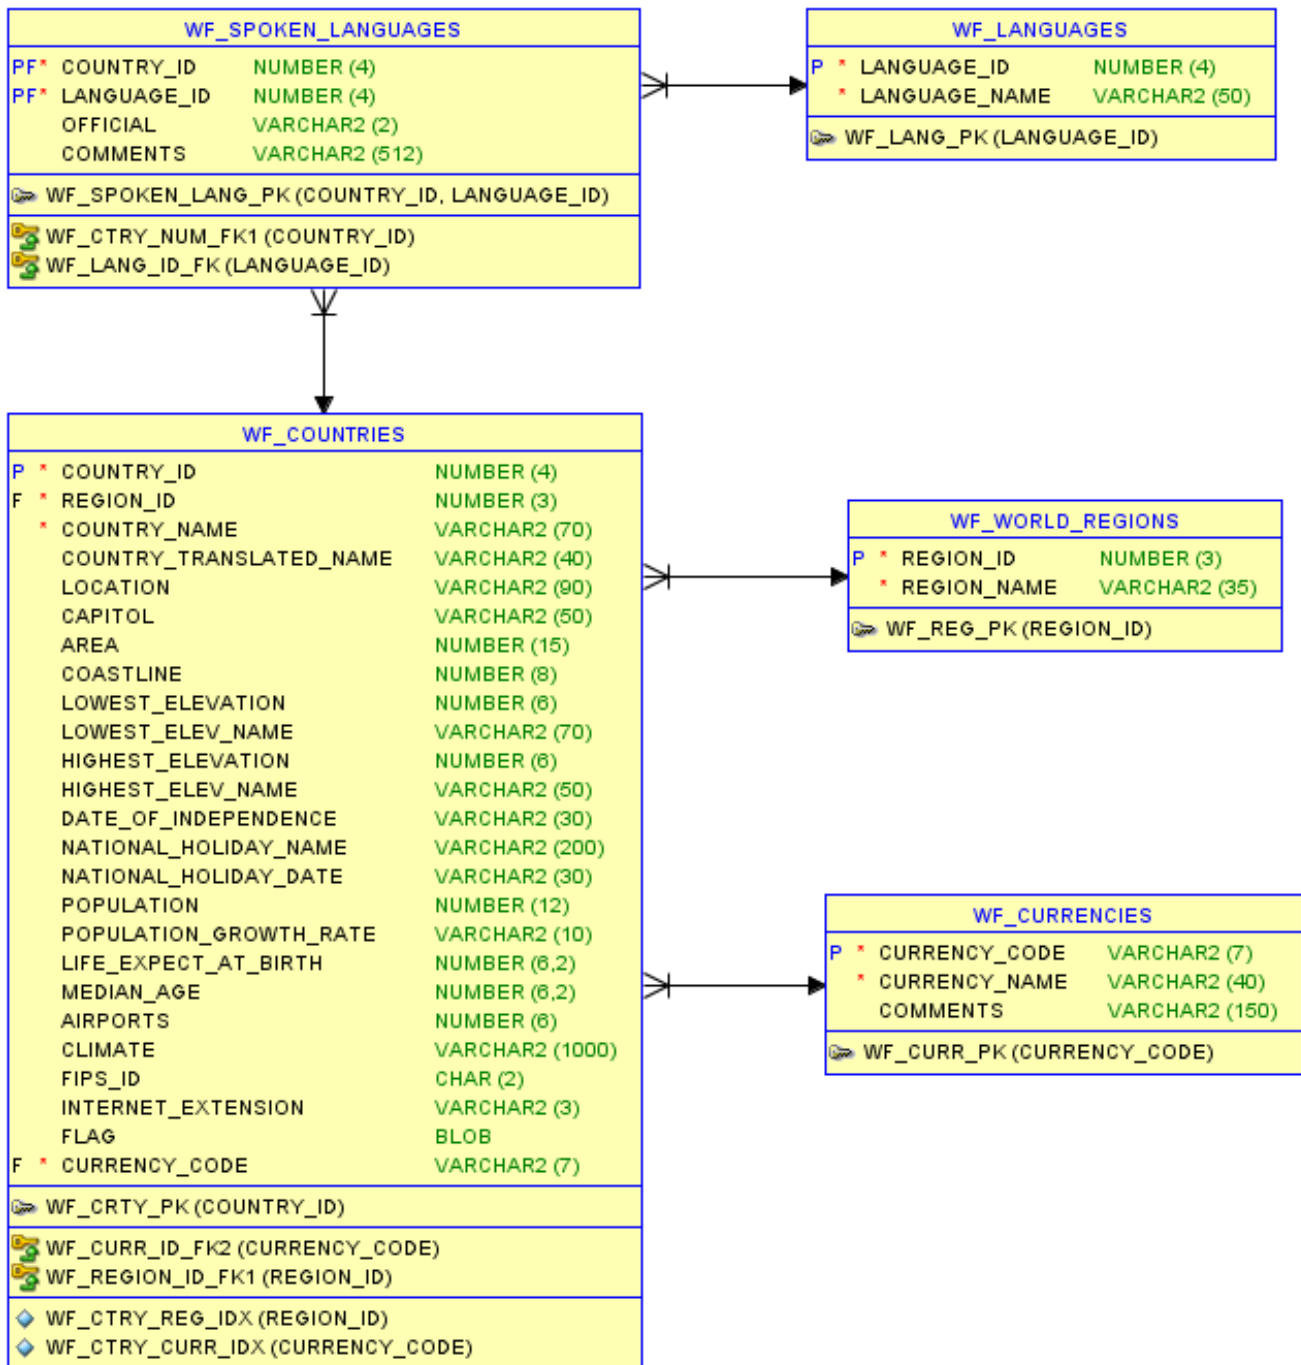 WF_SPOKEN_LANGUAGES
PF* COUNTRY_ID NUMBER (4)
PF* LANGUAGE_ID NUMBER (4)
OFFICIAL VARCHAR2 (2)
COMMENTS VARCHAR2 (512)
WF_SPOKEN_LANG_PK (COUNTRY_ID, LANGUAGE_ID)
WF_CTRY_NUM_FK1 (COUNTRY_ID)
WF_LANG_ID_FK (LANGUAGE_ID)
WF_LANGUAGES
P * LANGUAGE_ID NUMBER (4)
* LANGUAGE_NAME VARCHAR2 (50)
WF_LANG_PK (LANGUAGE_ID)
WF_COUNTRIES
P * COUNTRY_ID NUMBER (4)
F * REGION_ID NUMBER (3)
* COUNTRY_NAME VARCHAR2 (70)
COUNTRY_TRANSLATED_NAME VARCHAR2 (40)
LOCATION VARCHAR2 (90)
CAPITOL VARCHAR2 (50)
AREA NUMBER (15)
COASTLINE NUMBER (8)
LOWEST_ELEVATION NUMBER (6)
LOWEST_ELEV_NAME VARCHAR2 (70)
HIGHEST_ELEVATION NUMBER (6)
HIGHEST_ELEV_NAME VARCHAR2 (50)
DATE_OF_INDEPENDENCE VARCHAR2 (30)
NATIONAL_HOLIDAY_NAME VARCHAR2 (200)
NATIONAL_HOLIDAY_DATE VARCHAR2 (30)
POPULATION NUMBER (12)
POPULATION_GROWTH_RATE VARCHAR2 (10)
LIFE_EXPECT_AT_BIRTH NUMBER (6,2)
MEDIAN_AGE NUMBER (6,2)
AIRPORTS NUMBER (6)
CLIMATE VARCHAR2 (1000)
FIPS_ID CHAR (2)
INTERNET_EXTENSION VARCHAR2 (3)
FLAG BLOB
F * CURRENCY_CODE VARCHAR2 (7)
WF_CRTY_PK (COUNTRY_ID)
WF_CURR_ID_FK2 (CURRENCY_CODE)
WF_REGION_ID_FK1 (REGION_ID)
WF_CTRY_REG_IDX (REGION_ID)
WF_CTRY_CURR_IDX (CURRENCY_CODE)
WF_WORLD_REGIONS
P * REGION_ID NUMBER (3)
* REGION_NAME VARCHAR2 (35)
WF_REG_PK (REGION_ID)
WF_CURRENCIES
P * CURRENCY_CODE VARCHAR2 (7)
* CURRENCY_NAME VARCHAR2 (40)
COMMENTS VARCHAR2 (150)
WF_CURR_PK (CURRENCY_CODE)